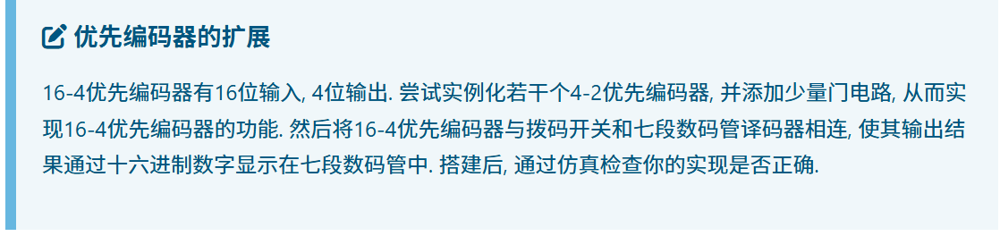 优先编码器的扩展
16-4优先编码器有16位输入, 4位输出. 尝试实例化若干个4-2优先编码器, 并添加少量门电路, 从而实
现16-4优先编码器的功能. 然后将16-4优先编码器与拨码开关和七段数码管译码器相连, 使其输出结
果通过十六进制数字显示在七段数码管中. 搭建后, 通过仿真检查你的实现是否正确.